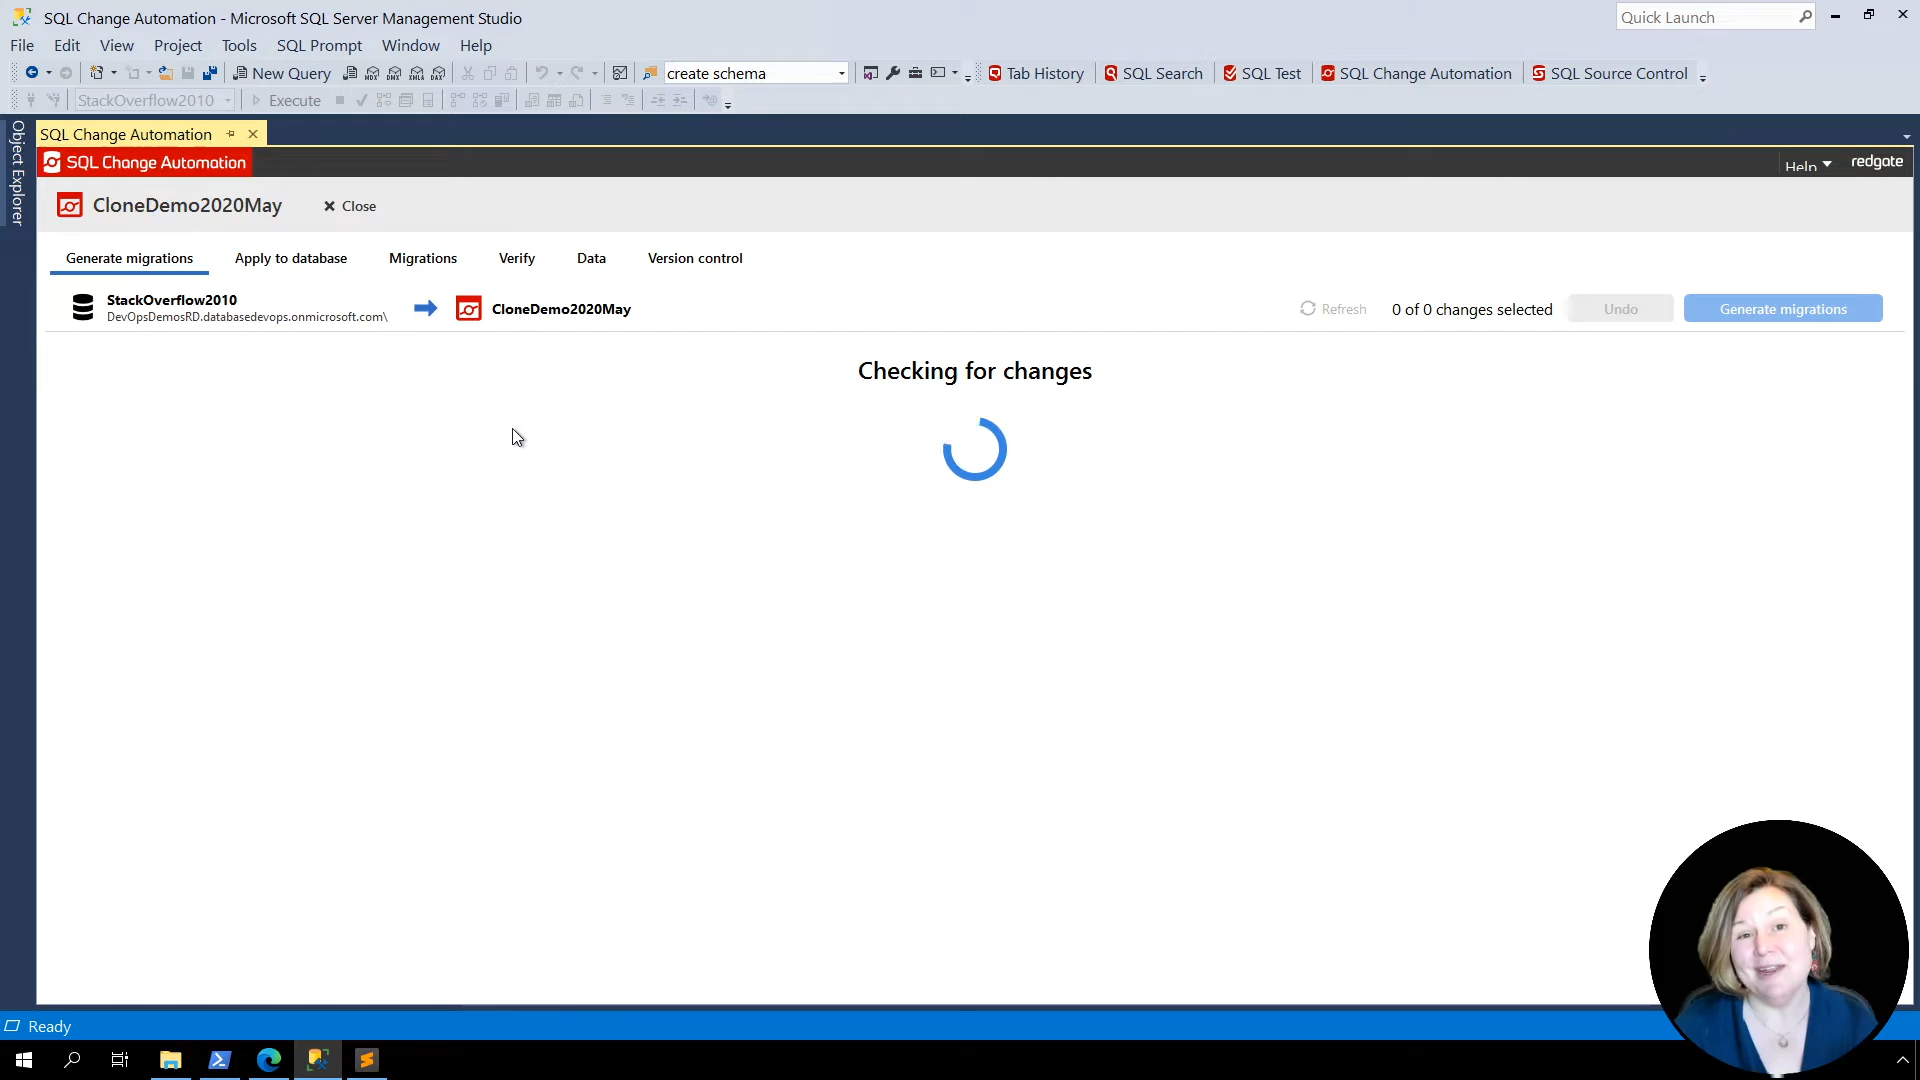 SQL Change Automation - Microsoft SQL Server Management Studio
Quick Launch
File Edit View Project Tools SQL Prompt Window Help
New Query MDX DMX XMLA DAX create schema Tab History SQL Search SQL Test SQL Change Automation SQL Source Control
StackOverflow2010 Execute
Object Explorer
SQL Change Automation
SQL Change Automation Help redgate
CloneDemo2020May Close
Generate migrations Apply to database Migrations Verify Data Version control
StackOverflow2010
DevOpsDemosRD.databasedevops.onmicrosoft.com\
CloneDemo2020May
Refresh 0 of 0 changes selected Undo Generate migrations
Checking for changes
Ready